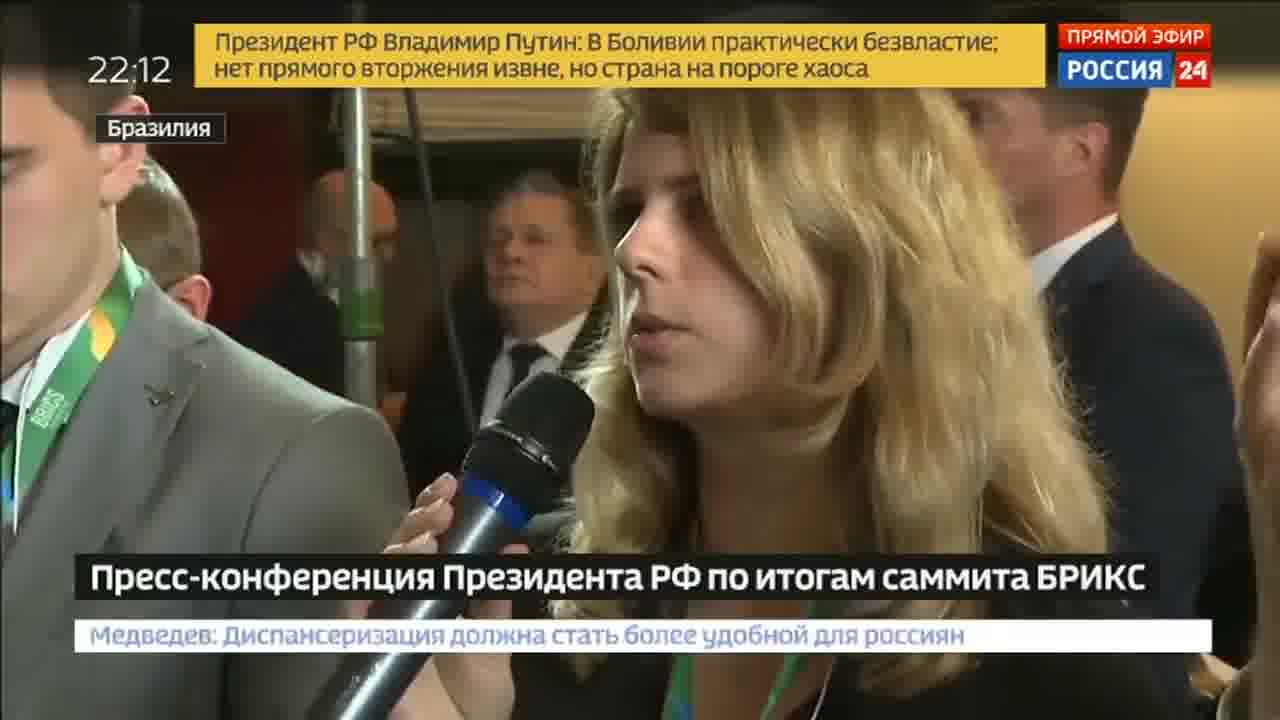 22:12
Президент РФ Владимир Путин: В Боливии практически безвластие;
нет прямого вторжения извне, но страна на пороге хаоса
ПРЯМОЙ ЭФИР
РОССИЯ 24
Бразилия
BRICS
Пресс-конференция Президента РФ по итогам саммита БРИКС
Медведев: Диспансеризация должна стать более удобной для россиян